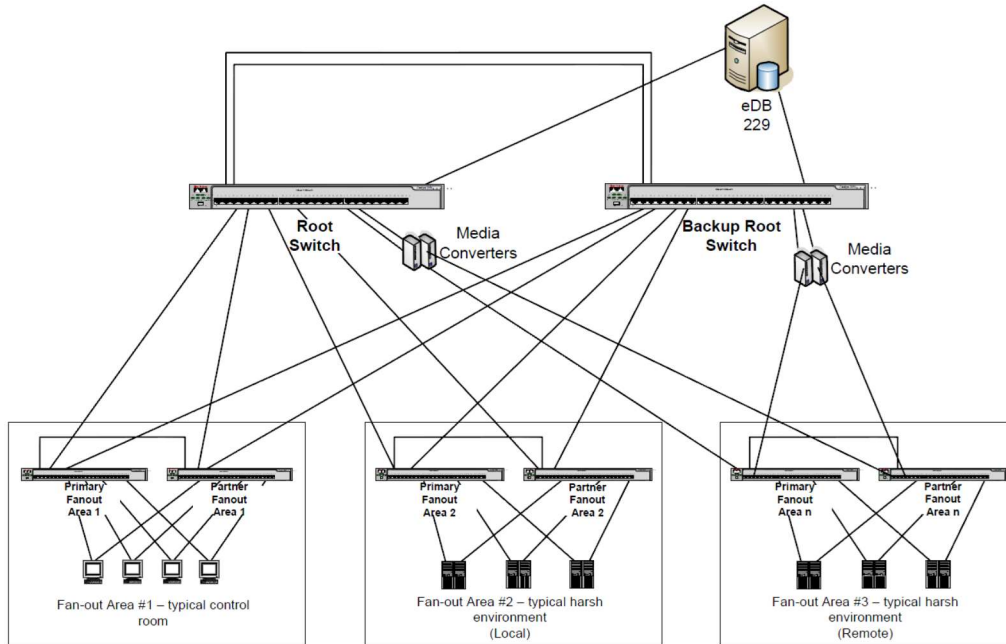 eDB
229
Root
Switch
Media
Converters
Backup Root
Switch
Media
Converters
Primary
Fanout
Area 1
Partner
Fanout
Area 1
Fan-out Area #1 – typical control
room
Primary
Fanout
Area 2
Partner
Fanout
Area 2
Fan-out Area #2 – typical harsh
environment
(Local)
Primary
Fanout
Area n
Partner
Fanout
Area n
Fan-out Area #3 – typical harsh
environment
(Remote)